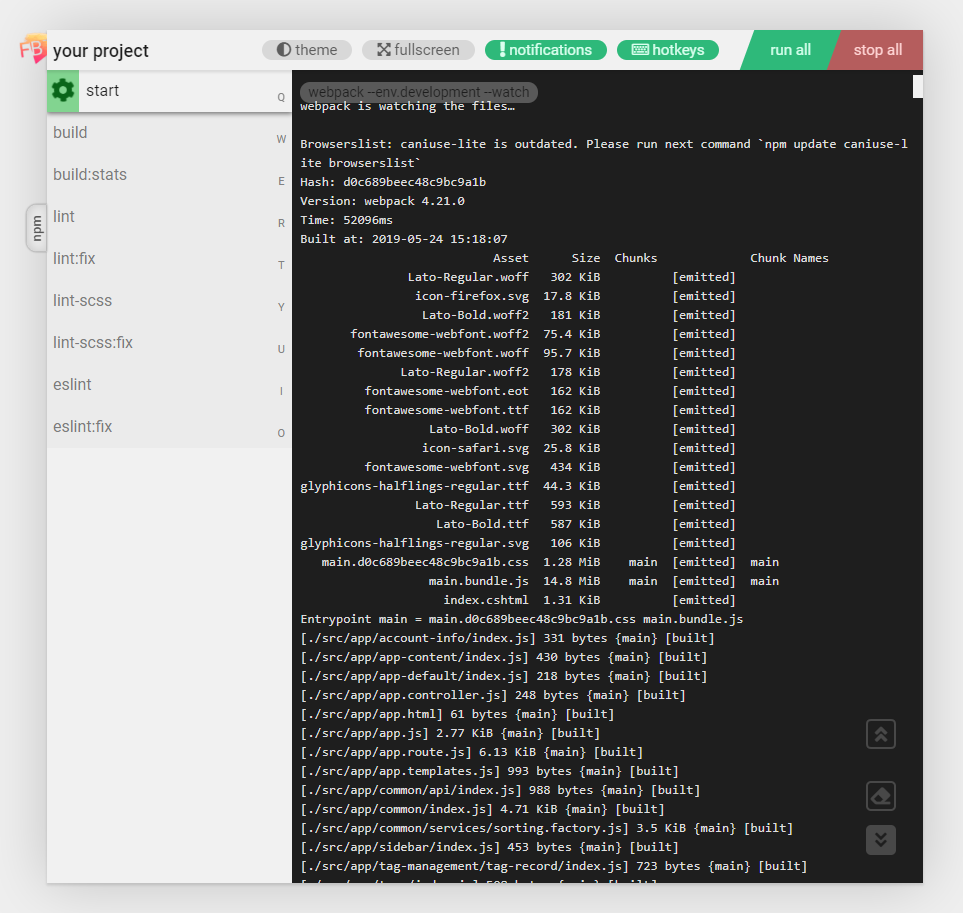 FB your project theme fullscreen notifications hotkeys run all stop all
npm
start Q
build W
build:stats E
lint R
lint:fix T
lint-scss Y
lint-scss:fix U
eslint I
eslint:fix O
webpack --env.development --watch
webpack is watching the files…
Browserslist: caniuse-lite is outdated. Please run next command `npm update caniuse-l
ite browserslist`
Hash: d0c689beec48c9bc9a1b
Version: webpack 4.21.0
Time: 52096ms
Built at: 2019-05-24 15:18:07
Asset Size Chunks Chunk Names
Lato-Regular.woff 302 KiB [emitted]
icon-firefox.svg 17.8 KiB [emitted]
Lato-Bold.woff2 181 KiB [emitted]
fontawesome-webfont.woff2 75.4 KiB [emitted]
fontawesome-webfont.woff 95.7 KiB [emitted]
Lato-Regular.woff2 178 KiB [emitted]
fontawesome-webfont.eot 162 KiB [emitted]
fontawesome-webfont.ttf 162 KiB [emitted]
Lato-Bold.woff 302 KiB [emitted]
icon-safari.svg 25.8 KiB [emitted]
fontawesome-webfont.svg 434 KiB [emitted]
glyphicons-halflings-regular.ttf 44.3 KiB [emitted]
Lato-Regular.ttf 593 KiB [emitted]
Lato-Bold.ttf 587 KiB [emitted]
glyphicons-halflings-regular.svg 106 KiB [emitted]
main.d0c689beec48c9bc9a1b.css 1.28 MiB main [emitted] main
main.bundle.js 14.8 MiB main [emitted] main
index.cshtml 1.31 KiB [emitted]
Entrypoint main = main.d0c689beec48c9bc9a1b.css main.bundle.js
[./src/app/account-info/index.js] 331 bytes {main} [built]
[./src/app/app-content/index.js] 430 bytes {main} [built]
[./src/app/app-default/index.js] 218 bytes {main} [built]
[./src/app/app.controller.js] 248 bytes {main} [built]
[./src/app/app.html] 61 bytes {main} [built]
[./src/app/app.js] 2.77 KiB {main} [built]
[./src/app/app.route.js] 6.13 KiB {main} [built]
[./src/app/app.templates.js] 993 bytes {main} [built]
[./src/app/common/api/index.js] 988 bytes {main} [built]
[./src/app/common/index.js] 4.71 KiB {main} [built]
[./src/app/common/services/sorting.factory.js] 3.5 KiB {main} [built]
[./src/app/sidebar/index.js] 453 bytes {main} [built]
[./src/app/tag-management/tag-record/index.js] 723 bytes {main} [built]